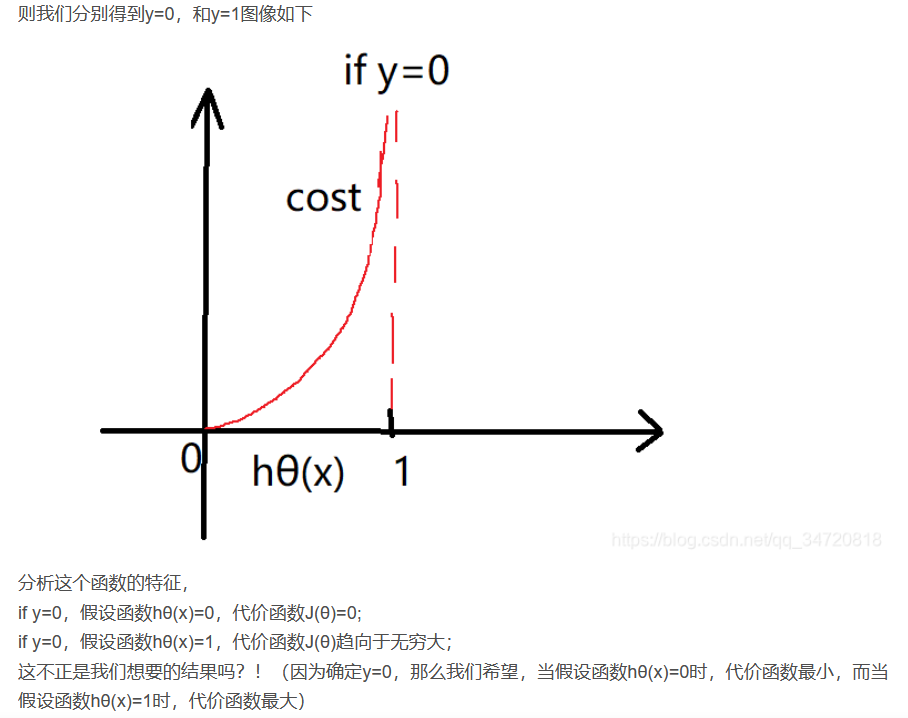 则我们分别得到y=0，和y=1图像如下
if y=0
cost
0
hθ(x)
1
https://blog.csdn.net/qq_34720818
分析这个函数的特征，
if y=0，假设函数hθ(x)=0，代价函数J(θ)=0;
if y=0，假设函数hθ(x)=1，代价函数J(θ)趋向于无穷大；
这不正是我们想要的结果吗？！（因为确定y=0，那么我们希望，当假设函数hθ(x)=0时，代价函数最小，而当
假设函数hθ(x)=1时，代价函数最大）